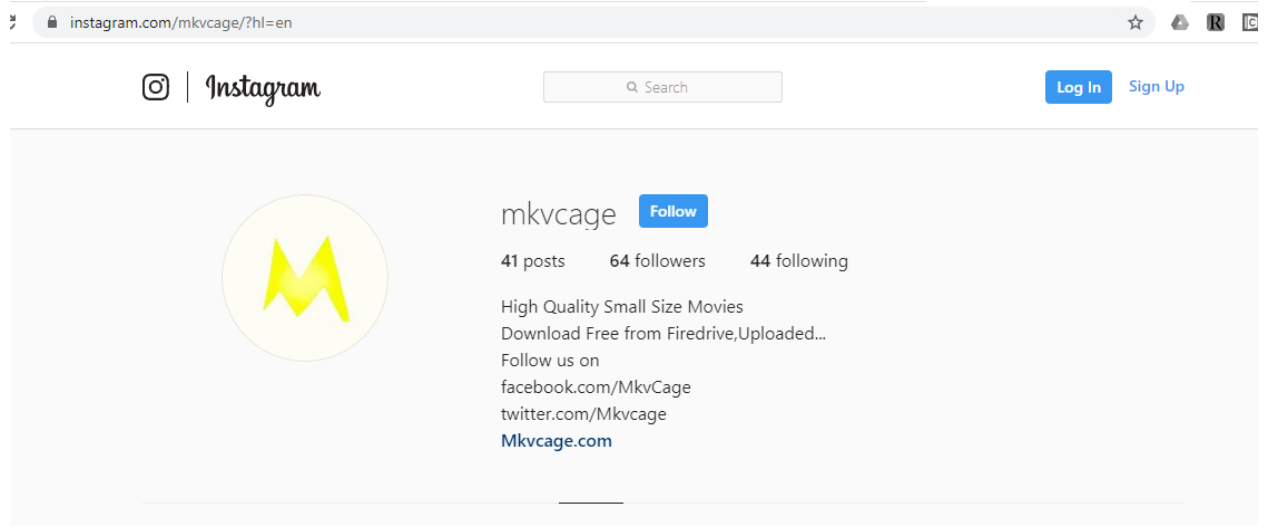 instagram.com/mkvcage/?hl=en
Instagram Search Log In Sign Up
mkvcage Follow
41 posts 64 followers 44 following
High Quality Small Size Movies
Download Free from Firedrive,Uploaded...
Follow us on
facebook.com/MkvCage
twitter.com/Mkvcage
Mkvcage.com